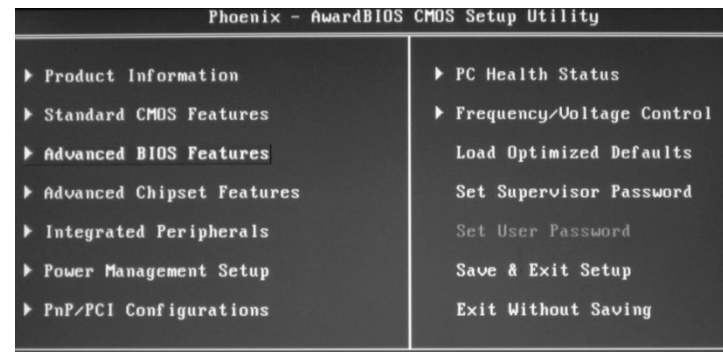 Phoenix - AwardBIOS CMOS Setup Utility
Product Information
Standard CMOS Features
Advanced BIOS Features
Advanced Chipset Features
Integrated Peripherals
Power Management Setup
PnP/PCI Configurations
PC Health Status
Frequency/Voltage Control
Load Optimized Defaults
Set Supervisor Password
Set User Password
Save & Exit Setup
Exit Without Saving